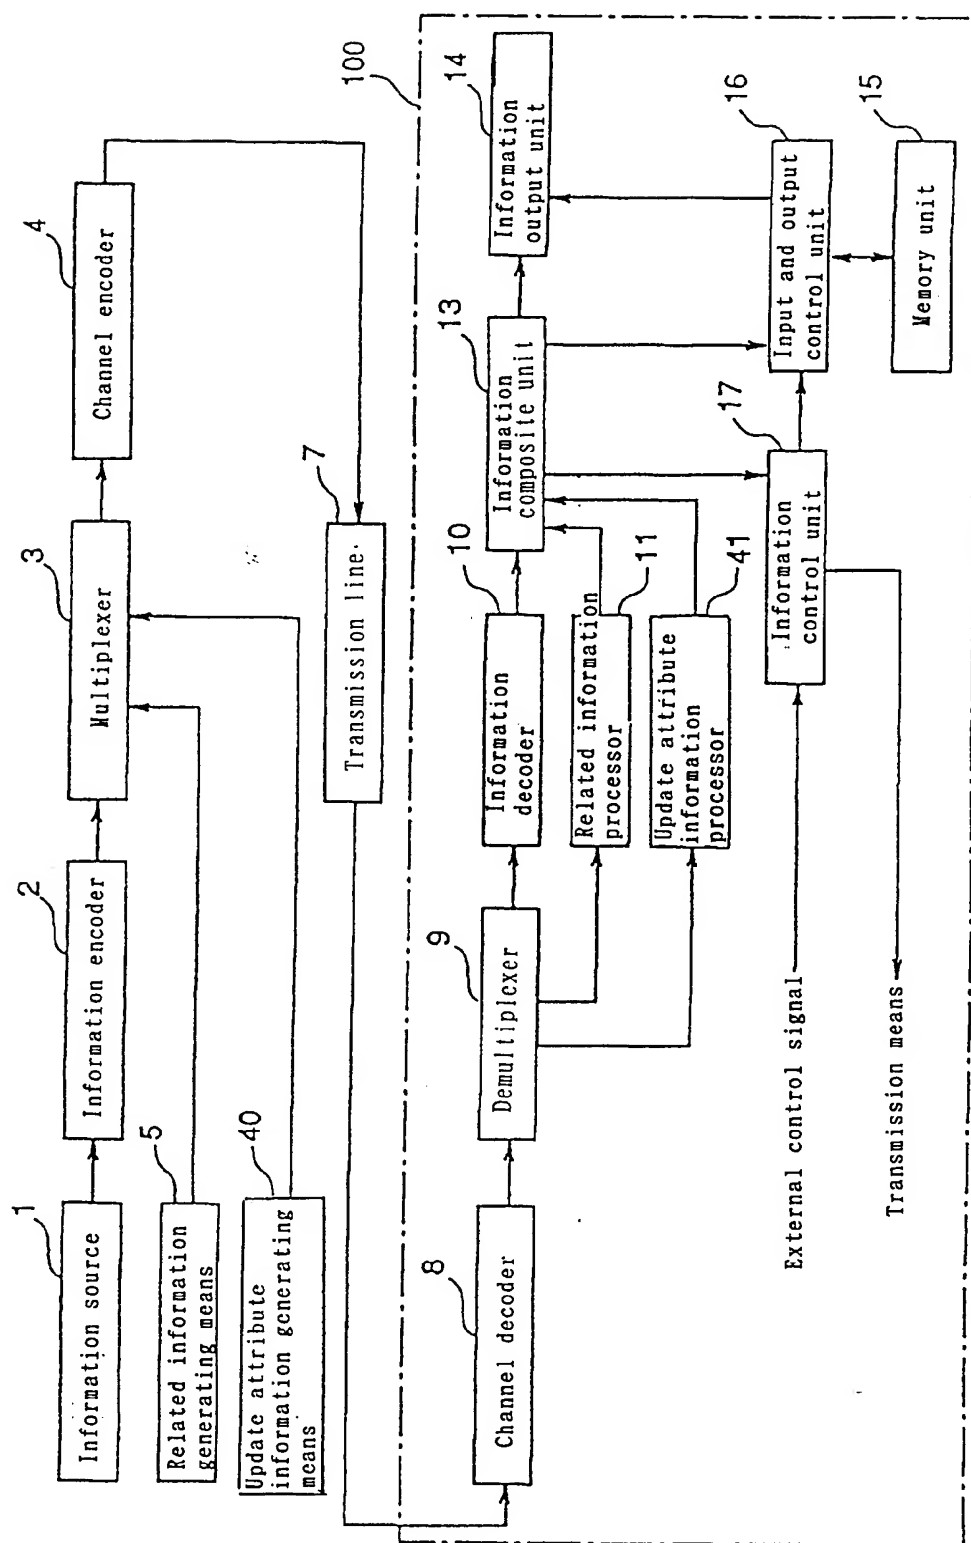 1
Information source
2
Information encoder
3
Multiplexer
4
Channel encoder
5
Related information
generating means
40
Update attribute
information generating
means
7
Transmission line
100
8
Channel decoder
9
Demultiplexer
10
Information
decoder
11
Related information
processor
41
Update attribute
information
processor
13
Information
composite unit
14
Information
output unit
16
Input and output
control unit
15
Memory unit
17
Information
control unit
External control signal
Transmission means